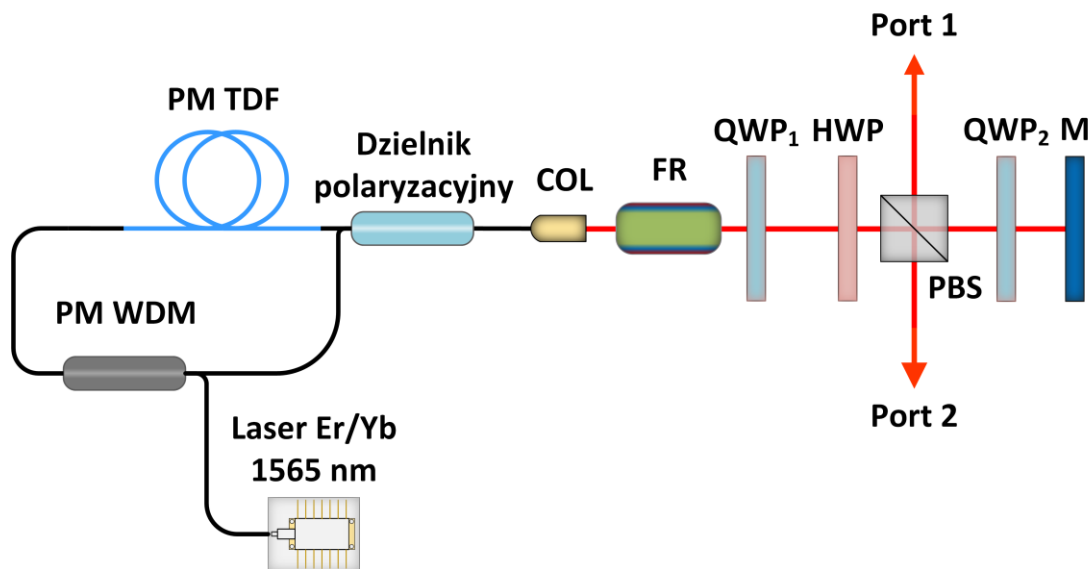 Port 1
PM TDF
Dzielnik
polaryzacyjny
COL
FR
QWP₁
HWP
QWP₂
M
PBS
PM WDM
Port 2
Laser Er/Yb
1565 nm